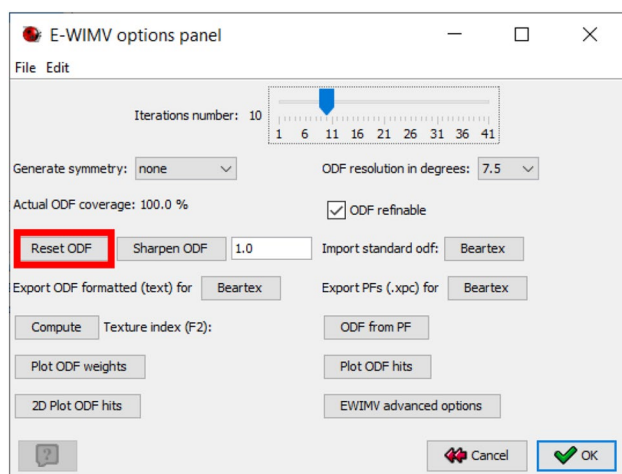 E-WIMV options panel
File Edit
Iterations number: 10
1 6 11 16 21 26 31 36 41
Generate symmetry: none ODF resolution in degrees: 7.5
Actual ODF coverage: 100.0 % ODF refinable
Reset ODF Sharpen ODF 1.0 Import standard odf: Beartex
Export ODF formatted (text) for Beartex Export PFs (.xpc) for Beartex
Compute Texture index (F2): ODF from PF
Plot ODF weights Plot ODF hits
2D Plot ODF hits EWIMV advanced options
? Cancel OK